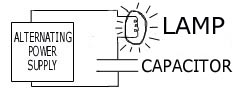 ALTERNATING
POWER
SUPPLY
LAMP
CAPACITOR